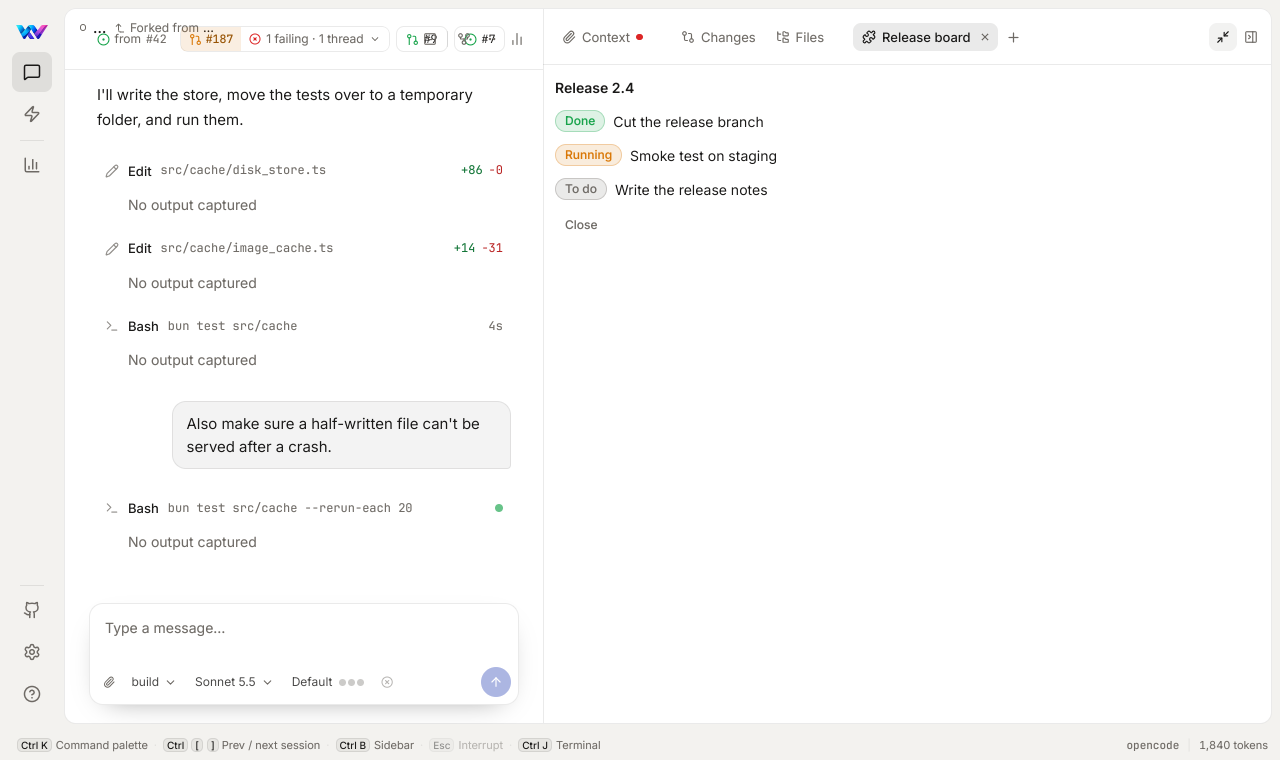 ... Forked from ...
from #42
#187
1 failing · 1 thread
#7
I'll write the store, move the tests over to a temporary
folder, and run them.
Edit src/cache/disk_store.ts +86 -0
No output captured
Edit src/cache/image_cache.ts +14 -31
No output captured
Bash bun test src/cache 4s
No output captured
Also make sure a half-written file can't be
served after a crash.
Bash bun test src/cache --rerun-each 20
No output captured
Type a message...
build
Sonnet 5.5
Default
Context
Changes
Files
Release board
Release 2.4
Done Cut the release branch
Running Smoke test on staging
To do Write the release notes
Close
Ctrl K Command palette · Ctrl [ ] Prev / next session · Ctrl B Sidebar · Esc Interrupt · Ctrl J Terminal
opencode
1,840 tokens